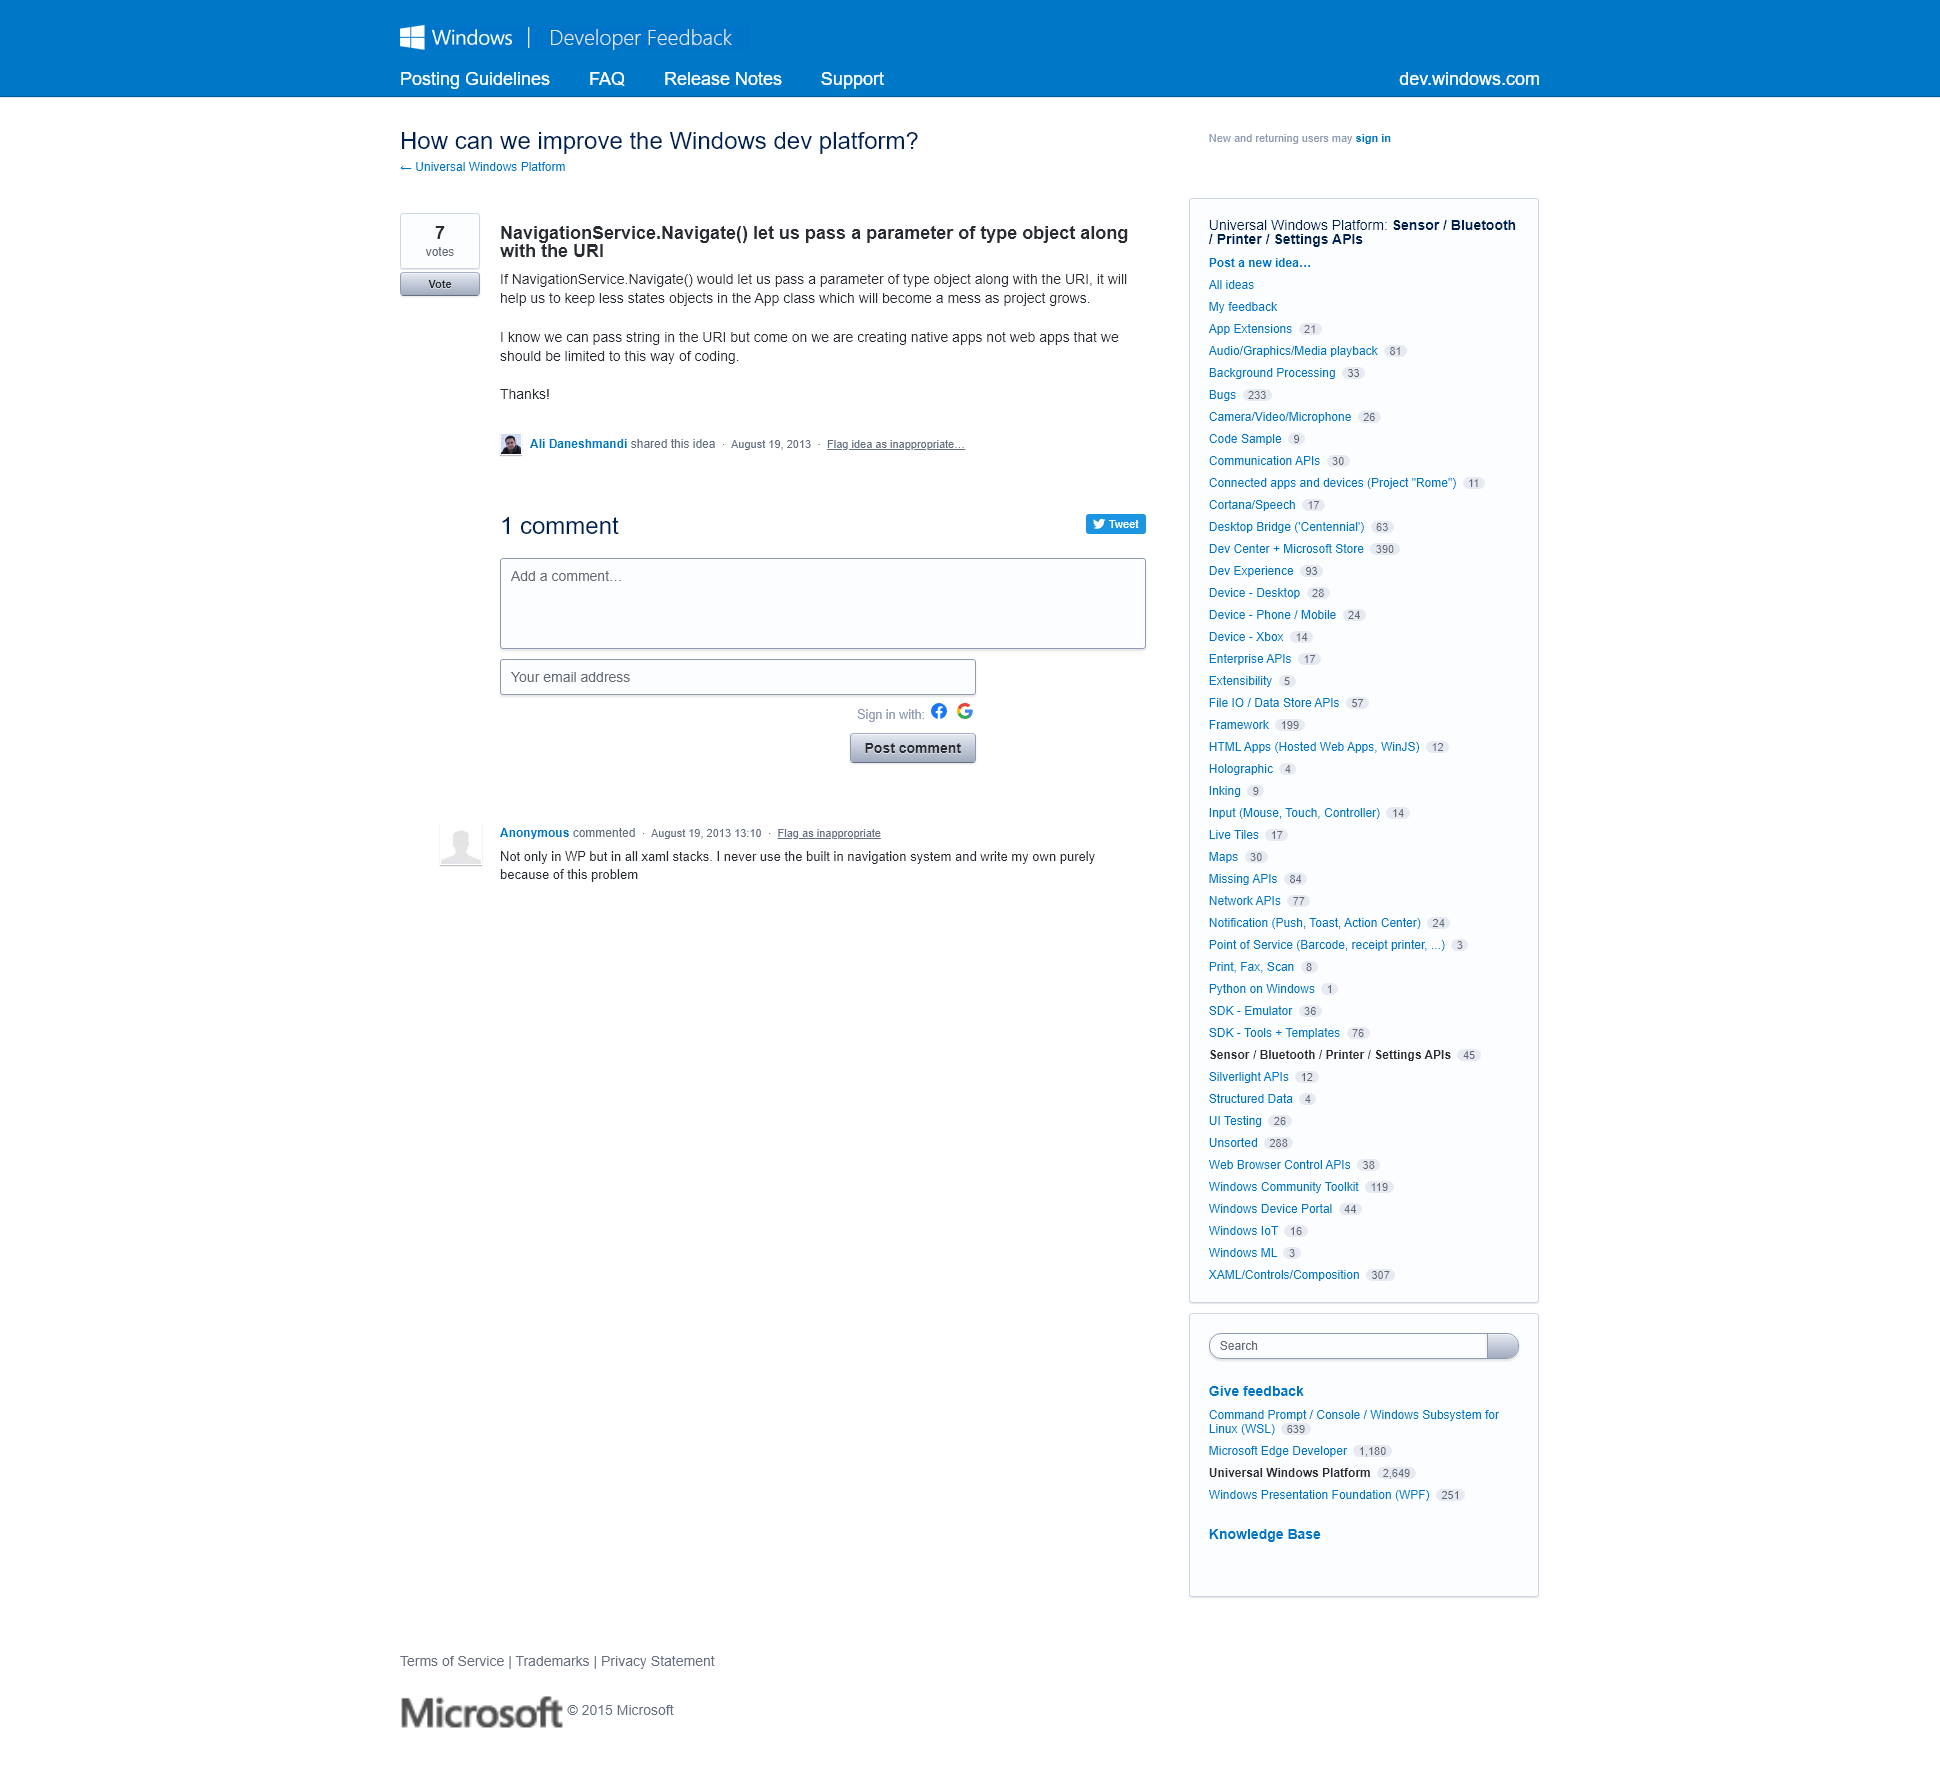 Windows | Developer Feedback
Posting Guidelines FAQ Release Notes Support dev.windows.com
How can we improve the Windows dev platform?
← Universal Windows Platform
New and returning users may sign in
7
votes
Vote
NavigationService.Navigate() let us pass a parameter of type object along
with the URI
If NavigationService.Navigate() would let us pass a parameter of type object along with the URI, it will
help us to keep less states objects in the App class which will become a mess as project grows.
I know we can pass string in the URI but come on we are creating native apps not web apps that we
should be limited to this way of coding.
Thanks!
Ali Daneshmandi shared this idea · August 19, 2013 · Flag idea as inappropriate…
1 comment
Tweet
Add a comment…
Your email address
Sign in with:
Post comment
Anonymous commented · August 19, 2013 13:10 · Flag as inappropriate
Not only in WP but in all xaml stacks. I never use the built in navigation system and write my own purely
because of this problem
Universal Windows Platform: Sensor / Bluetooth
/ Printer / Settings APIs
Post a new idea…
All ideas
My feedback
App Extensions 21
Audio/Graphics/Media playback 81
Background Processing 33
Bugs 233
Camera/Video/Microphone 26
Code Sample 9
Communication APIs 30
Connected apps and devices (Project "Rome") 11
Cortana/Speech 17
Desktop Bridge ('Centennial') 63
Dev Center + Microsoft Store 390
Dev Experience 93
Device - Desktop 28
Device - Phone / Mobile 24
Device - Xbox 14
Enterprise APIs 17
Extensibility 5
File IO / Data Store APIs 57
Framework 199
HTML Apps (Hosted Web Apps, WinJS) 12
Holographic 4
Inking 9
Input (Mouse, Touch, Controller) 14
Live Tiles 17
Maps 30
Missing APIs 84
Network APIs 77
Notification (Push, Toast, Action Center) 24
Point of Service (Barcode, receipt printer, ...) 3
Print, Fax, Scan 8
Python on Windows 1
SDK - Emulator 36
SDK - Tools + Templates 76
Sensor / Bluetooth / Printer / Settings APIs 45
Silverlight APIs 12
Structured Data 4
UI Testing 26
Unsorted 288
Web Browser Control APIs 38
Windows Community Toolkit 119
Windows Device Portal 44
Windows IoT 16
Windows ML 3
XAML/Controls/Composition 307
Search
Give feedback
Command Prompt / Console / Windows Subsystem for
Linux (WSL) 639
Microsoft Edge Developer 1,180
Universal Windows Platform 2,649
Windows Presentation Foundation (WPF) 251
Knowledge Base
Terms of Service | Trademarks | Privacy Statement
Microsoft © 2015 Microsoft